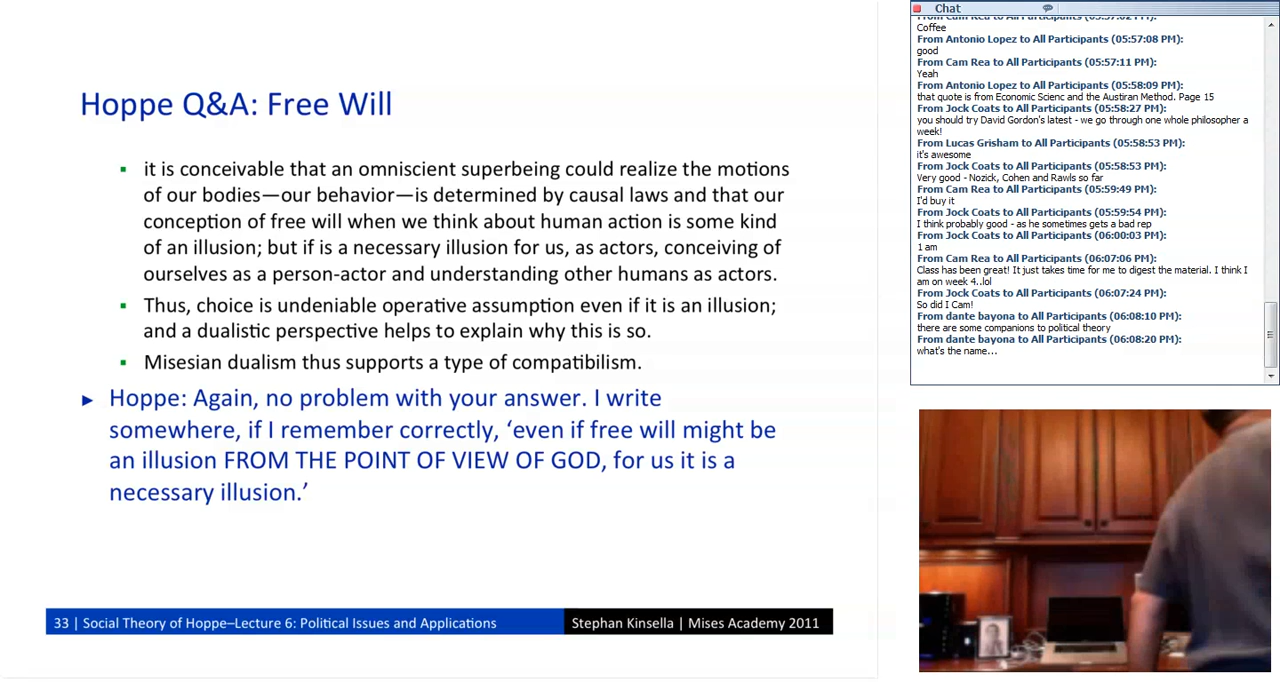 Hoppe Q&A: Free Will
it is conceivable that an omniscient superbeing could realize the motions
of our bodies—our behavior—is determined by causal laws and that our
conception of free will when we think about human action is some kind
of an illusion; but if is a necessary illusion for us, as actors, conceiving of
ourselves as a person-actor and understanding other humans as actors.
Thus, choice is undeniable operative assumption even if it is an illusion;
and a dualistic perspective helps to explain why this is so.
Misesian dualism thus supports a type of compatibilism.
Hoppe: Again, no problem with your answer. I write
somewhere, if I remember correctly, ‘even if free will might be
an illusion FROM THE POINT OF VIEW OF GOD, for us it is a
necessary illusion.’
33 | Social Theory of Hoppe–Lecture 6: Political Issues and Applications
Stephan Kinsella | Mises Academy 2011
Chat
From Cam Rea to All Participants (05:57:02 PM):
Coffee
From Antonio Lopez to All Participants (05:57:08 PM):
good
From Cam Rea to All Participants (05:57:11 PM):
Yeah
From Antonio Lopez to All Participants (05:58:09 PM):
that quote is from Economic Scienc and the Austiran Method. Page 15
From Jock Coats to All Participants (05:58:27 PM):
you should try David Gordon's latest - we go through one whole philosopher a
week!
From Lucas Grisham to All Participants (05:58:53 PM):
it's awesome
From Jock Coats to All Participants (05:58:53 PM):
Very good - Nozick, Cohen and Rawls so far
From Cam Rea to All Participants (05:59:49 PM):
I'd buy it
From Jock Coats to All Participants (05:59:54 PM):
I think probably good - as he sometimes gets a bad rep
From Jock Coats to All Participants (06:00:03 PM):
1 am
From Cam Rea to All Participants (06:07:06 PM):
Class has been great! It just takes time for me to digest the material. I think I
am on week 4..lol
From Jock Coats to All Participants (06:07:24 PM):
So did I Cam!
From dante bayona to All Participants (06:08:10 PM):
there are some companions to political theory
From dante bayona to All Participants (06:08:20 PM):
what's the name...